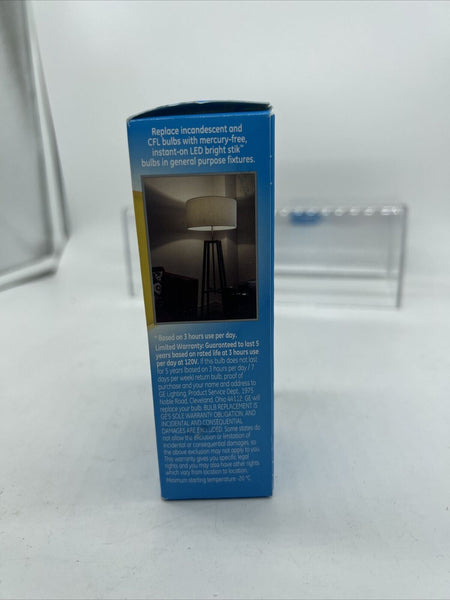 Replace incandescent and
CFL bulbs with mercury-free,
instant-on LED bright stik™
bulbs in general purpose fixtures.
* Based on 3 hours use per day.
Limited Warranty: Guaranteed to last 5
years based on rated life at 3 hours use
per day at 120V. If this bulb does not last
for 5 years (based on 3 hours per day / 7
days per week) return bulb, proof of
purchase and your name and address to
GE Lighting, Product Service Dept., 1975
Noble Road, Cleveland, Ohio 44112. GE will
replace your bulb. BULB REPLACEMENT IS
GE'S SOLE WARRANTY OBLIGATION, AND
INCIDENTAL AND CONSEQUENTIAL
DAMAGES ARE EXCLUDED. Some states do
not allow the exclusion or limitation of
incidental or consequential damages, so
the above exclusion may not apply to you.
This warranty gives you specific legal
rights and you may also have other rights
which vary from location to location.
Minimum starting temperature -20 °C.